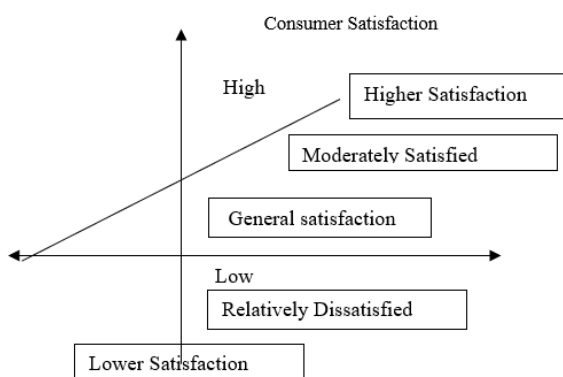 Consumer Satisfaction
High
Higher Satisfaction
Moderately Satisfied
General satisfaction
Low
Relatively Dissatisfied
Lower Satisfaction